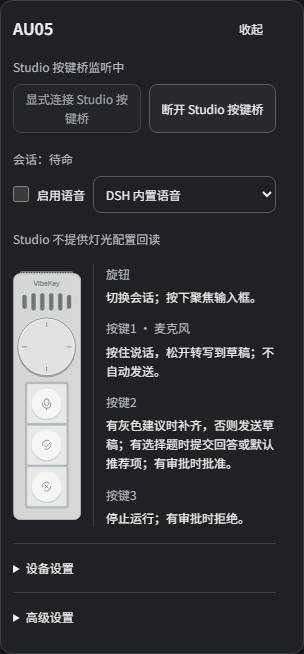 AU05
收起
Studio 按键桥监听中
显式连接 Studio 按
键桥
断开 Studio 按键桥
会话：待命
启用语音
DSH 内置语音
Studio 不提供灯光配置回读
VibeKey
旋钮
切换会话；按下聚焦输入框。
按键1 · 麦克风
按住说话，松开转写到草稿；不
自动发送。
按键2
有灰色建议时补齐，否则发送草
稿；有选择题时提交回答或默认
推荐项；有审批时批准。
按键3
停止运行；有审批时拒绝。
设备设置
高级设置